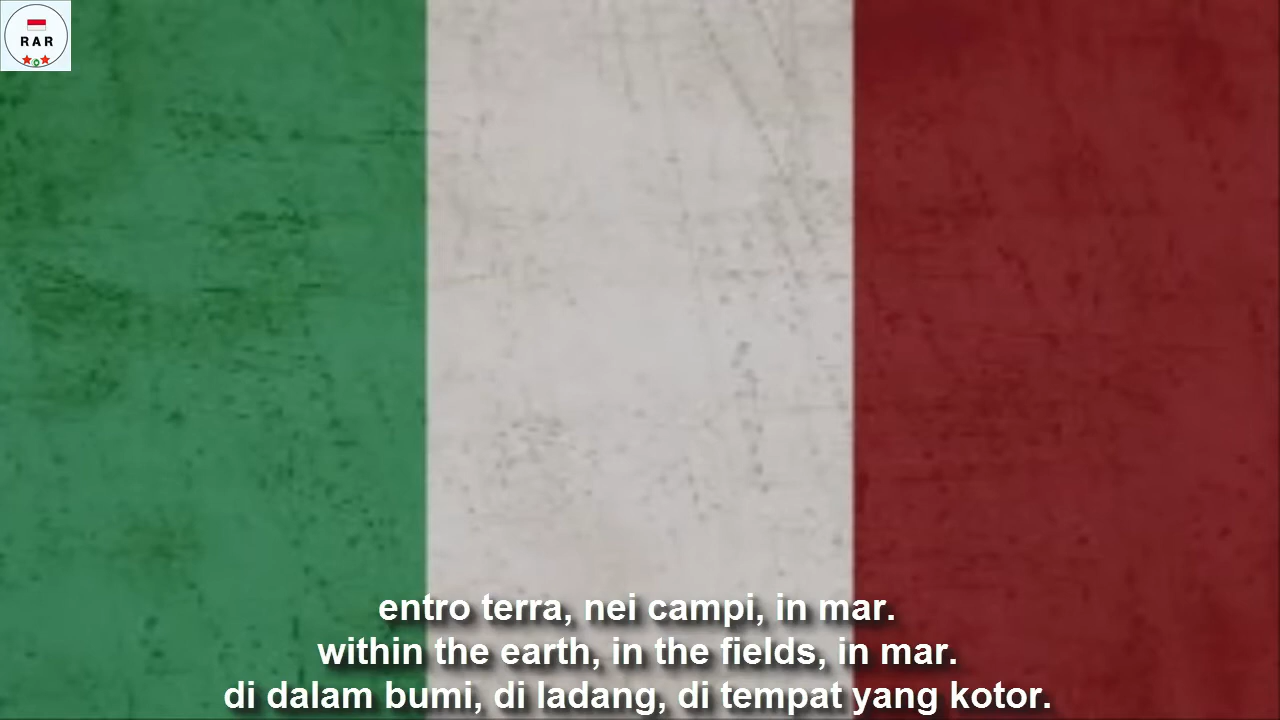 RAR
entro terra, nei campi, in mar.
within the earth, in the fields, in mar.
di dalam bumi, di ladang, di tempat yang kotor.